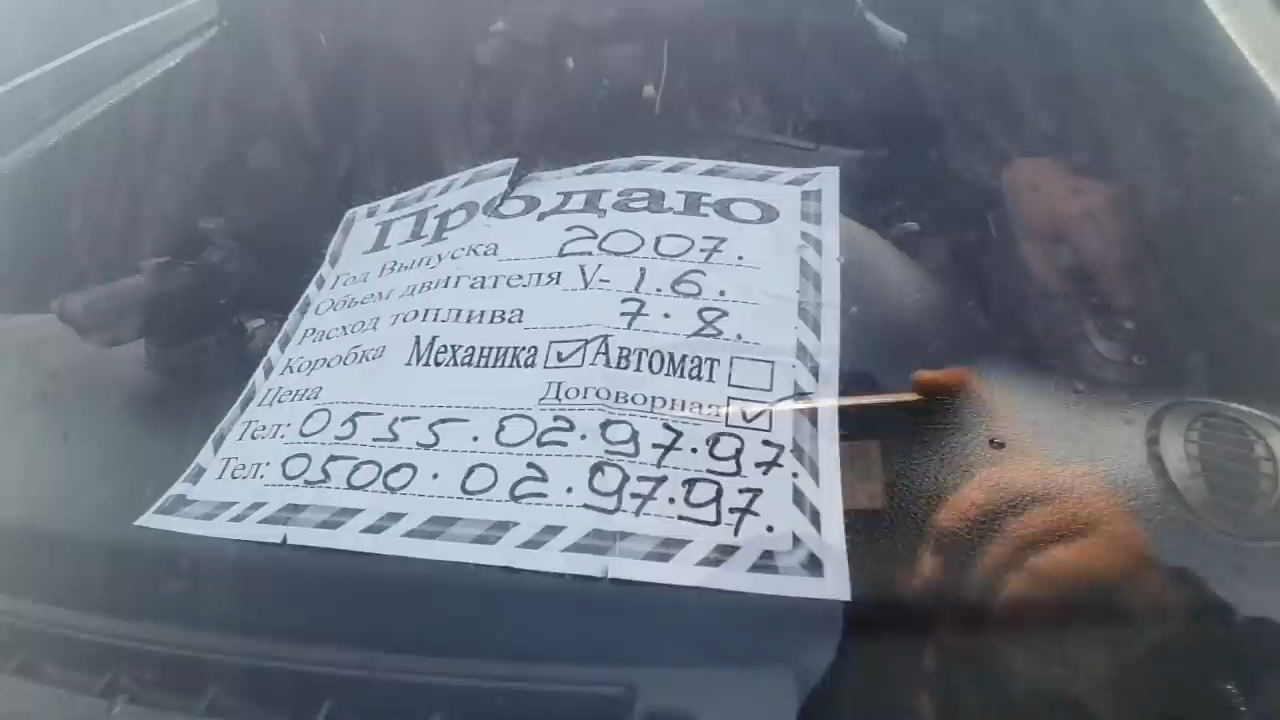 Продаю
Год Выпуска 2007.
Объем двигателя V- 1.6.
Расход топлива 7.8.
Коробка Механика Автомат
Цена Договорная
Тел: 0555.02.97.97.
Тел: 0500.02.97.97.